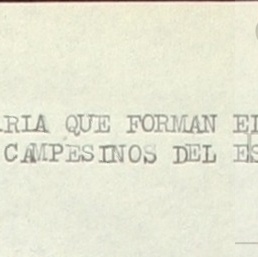 ARIA QUE FORMAN EL
CAMPESINOS DEL ES